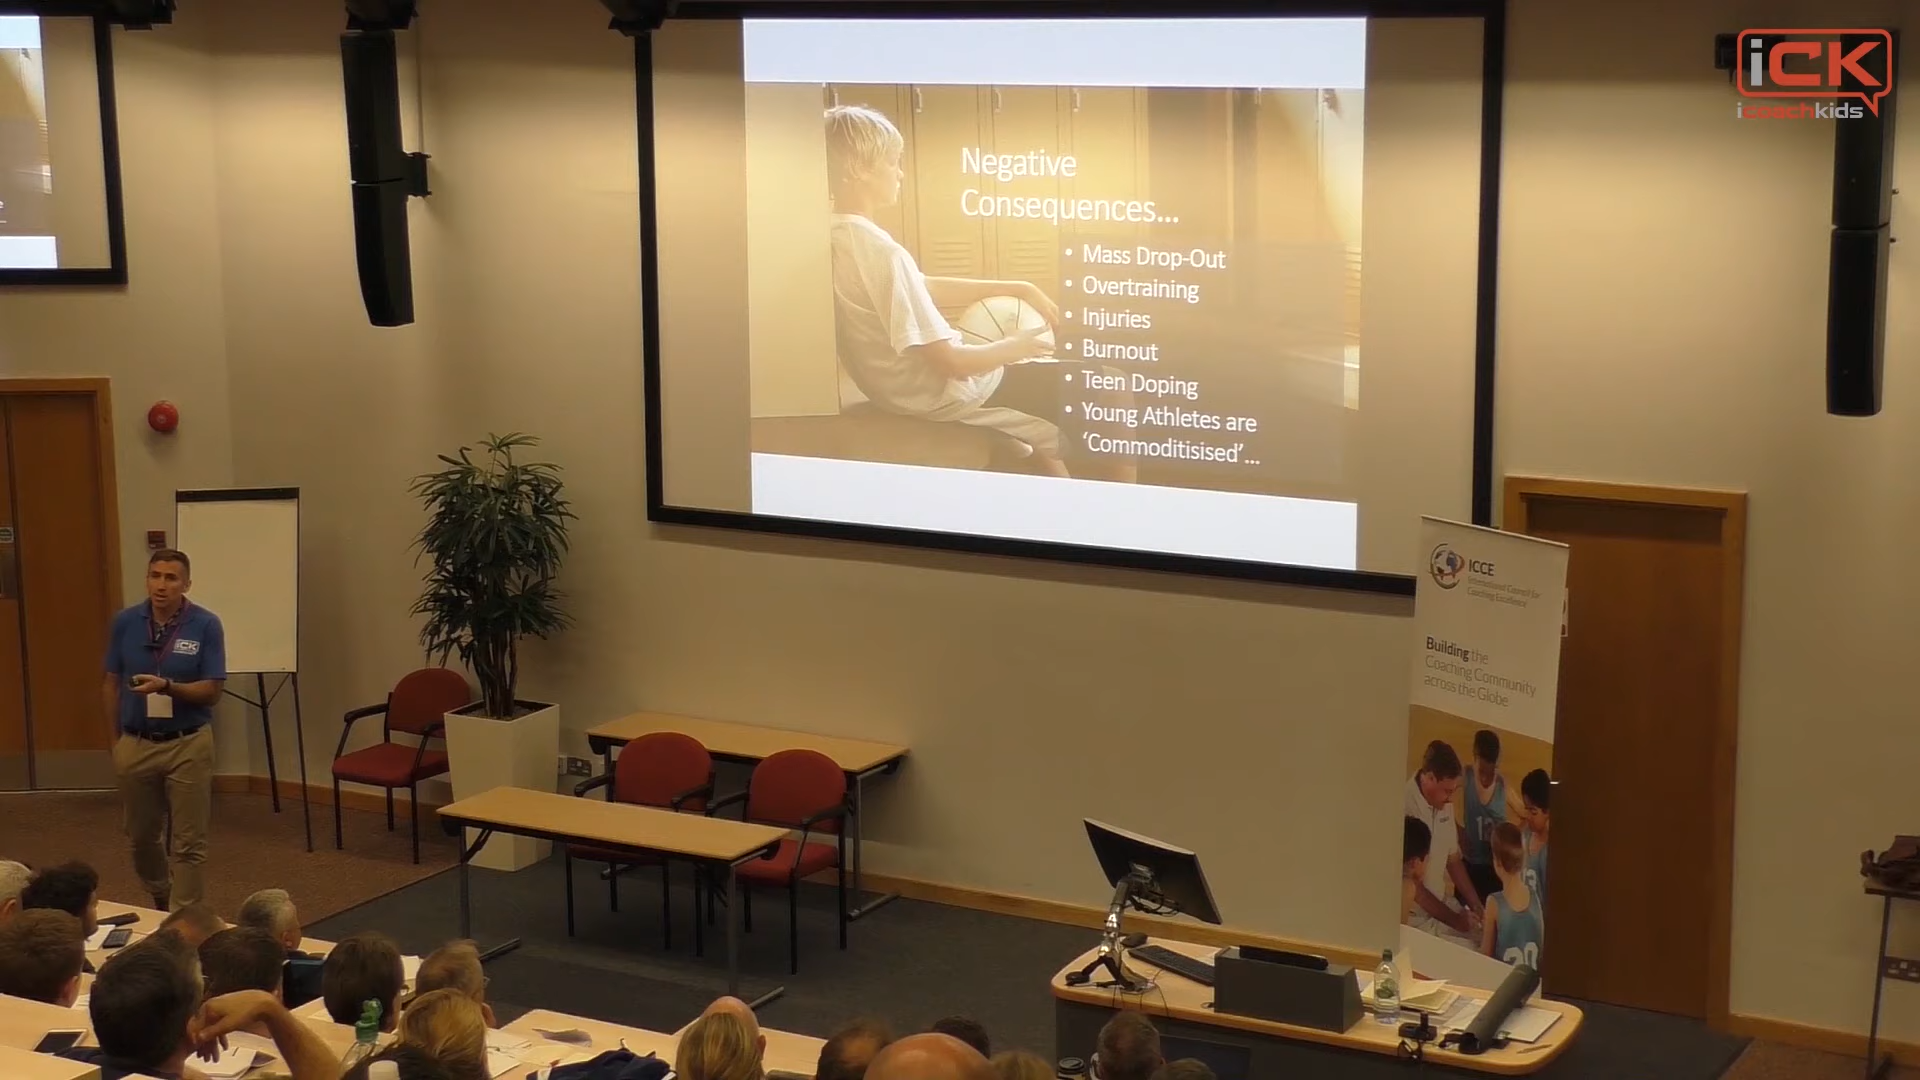 iCK
icoachkids
Negative
Consequences...
• Mass Drop-Out
• Overtraining
• Injuries
• Burnout
• Teen Doping
• Young Athletes are
‘Commoditisised’...
iCK
ICCE
International Council for
Coaching Excellence
Building the
Coaching Community
across the Globe